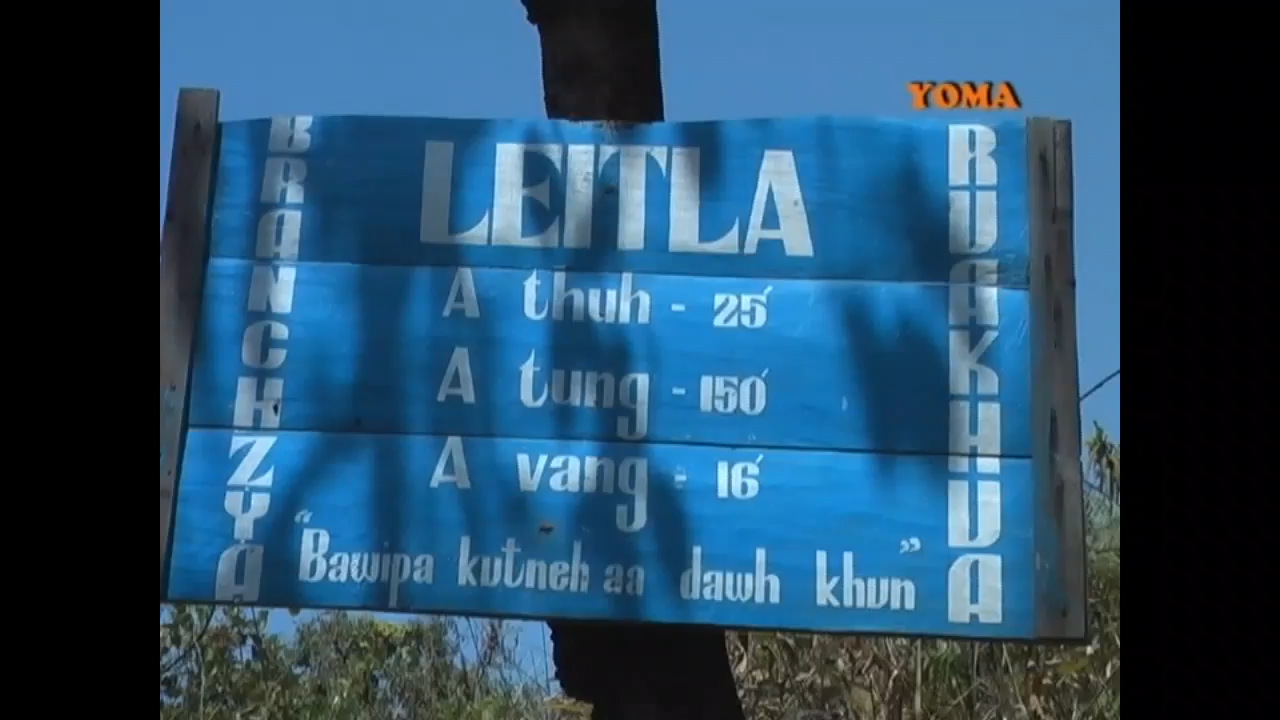 YOMA
BRANCH ZYA
LEITLA
A thuh - 25'
A tung - 150'
A vang - 16'
"Bawipa kutneh aa dawh khun"
RUAKHUA